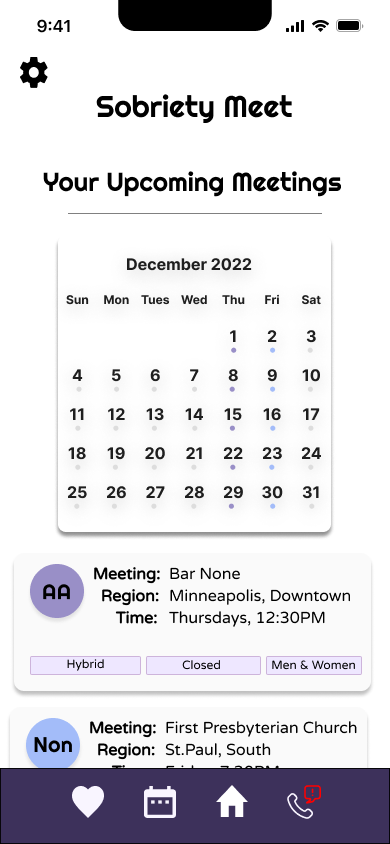 9:41
Sobriety Meet
Your Upcoming Meetings
December 2022
Sun Mon Tues Wed Thu Fri Sat
1 2 3
4 5 6 7 8 9 10
11 12 13 14 15 16 17
18 19 20 21 22 23 24
25 26 27 28 29 30 31
AA
Meeting: Bar None
Region: Minneapolis, Downtown
Time: Thursdays, 12:30PM
Hybrid Closed Men & Women
Non
Meeting: First Presbyterian Church
Region: St.Paul, South